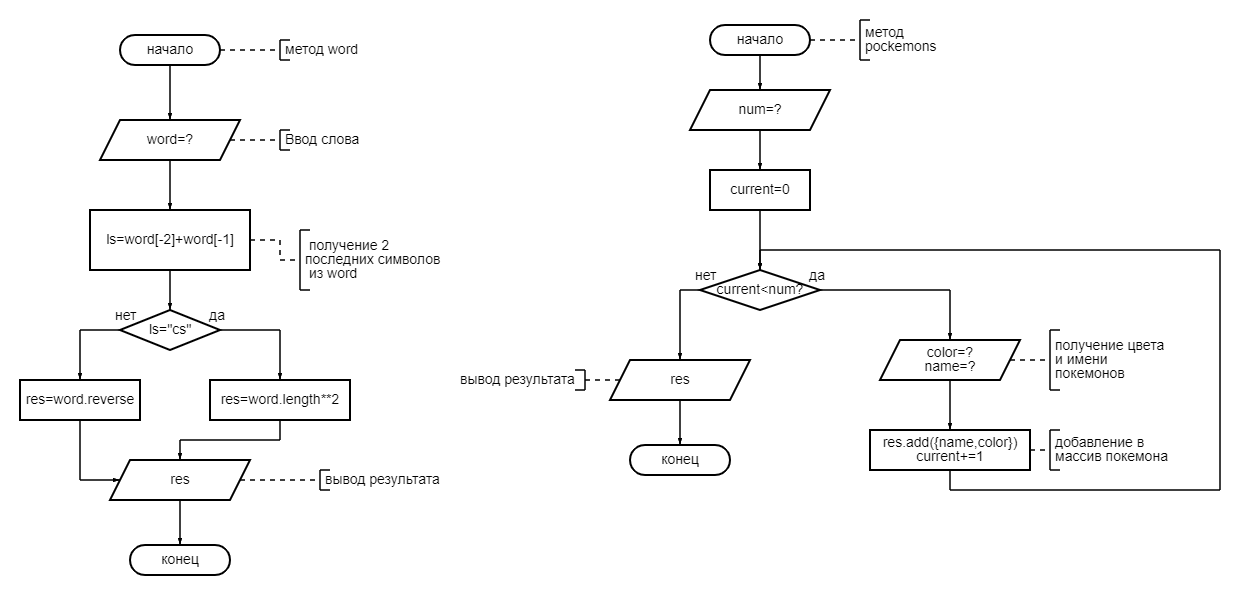 начало
метод word
word=?
Ввод слова
ls=word[-2]+word[-1]
получение 2
последних символов
из word
нет
да
ls="cs"
res=word.reverse
res=word.length**2
res
вывод результата
конец
начало
метод
pockemons
num=?
current=0
нет
да
current<num?
color=?
name=?
получение цвета
и имени
покемонов
вывод результата
res
res.add({name,color})
current+=1
добавление в
массив покемона
конец